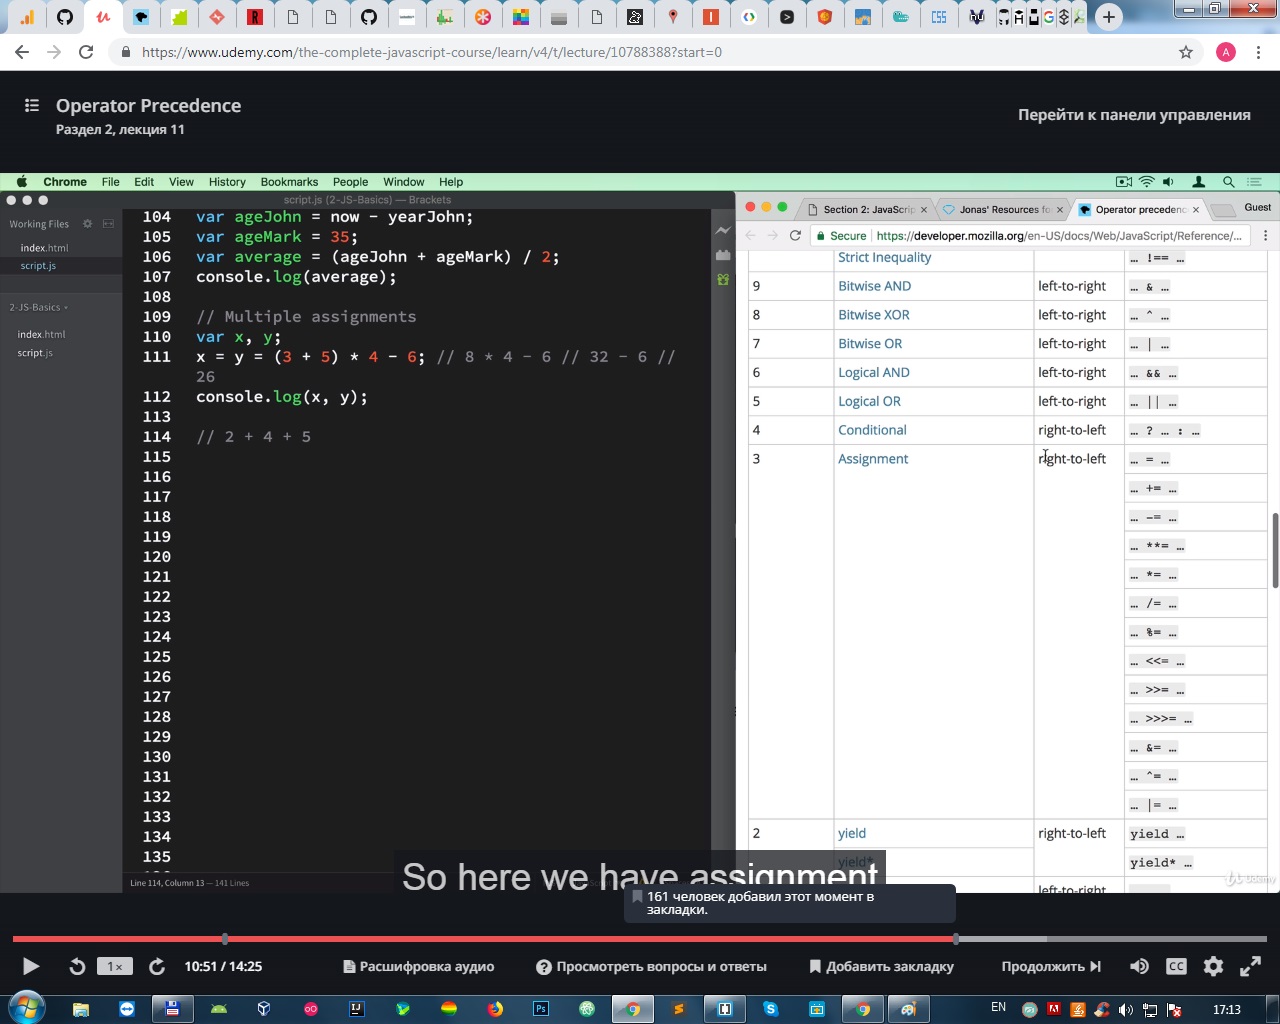 https://www.udemy.com/the-complete-javascript-course/learn/v4/t/lecture/10788388?start=0
A
Operator Precedence
Раздел 2, лекция 11
Перейти к панели управления
Chrome File Edit View History Bookmarks People Window Help
script.js (2-JS-Basics) — Brackets
Working Files
index.html
script.js
2-JS-Basics
index.html
script.js
104 var ageJohn = now - yearJohn;
105 var ageMark = 35;
106 var average = (ageJohn + ageMark) / 2;
107 console.log(average);
108
109 // Multiple assignments
110 var x, y;
111 x = y = (3 + 5) * 4 - 6; // 8 * 4 - 6 // 32 - 6 //
26
112 console.log(x, y);
113
114 // 2 + 4 + 5
115
116
117
118
119
120
121
122
123
124
125
126
127
128
129
130
131
132
133
134
135
Line 114, Column 13 — 141 Lines
Section 2: JavaScrip
Jonas' Resources fo
Operator precedenc
Guest
Secure https://developer.mozilla.org/en-US/docs/Web/JavaScript/Reference/...
Strict Inequality … !== …
9 Bitwise AND left-to-right … & …
8 Bitwise XOR left-to-right … ^ …
7 Bitwise OR left-to-right … | …
6 Logical AND left-to-right … && …
5 Logical OR left-to-right … || …
4 Conditional right-to-left … ? … : …
3 Assignment right-to-left … = …
… += …
… -= …
… **= …
… *= …
… /= …
… %= …
… <<= …
… >>= …
… >>>= …
… &= …
… ^= …
… |= …
2 yield right-to-left yield …
yield* yield* …
left-to-right
So here we have assignment
Udemy
161 человек добавил этот момент в
закладки.
1x
10:51 / 14:25
Расшифровка аудио
Просмотреть вопросы и ответы
Добавить закладку
Продолжить
CC
EN
17:13